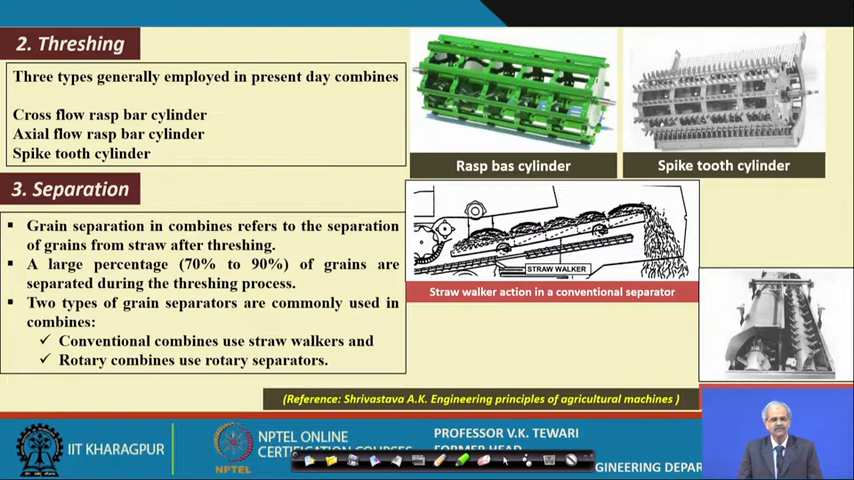 2. Threshing
Three types generally employed in present day combines
Cross flow rasp bar cylinder
Axial flow rasp bar cylinder
Spike tooth cylinder
Rasp bas cylinder
Spike tooth cylinder
3. Separation
Grain separation in combines refers to the separation
of grains from straw after threshing.
A large percentage (70% to 90%) of grains are
separated during the threshing process.
Two types of grain separators are commonly used in
combines:
✓ Conventional combines use straw walkers and
✓ Rotary combines use rotary separators.
STRAW WALKER
Straw walker action in a conventional separator
(Reference: Shrivastava A.K. Engineering principles of agricultural machines )
IIT KHARAGPUR
NPTEL
NPTEL ONLINE
CERTIFICATION COURSES
PROFESSOR V.K. TEWARI
FORMER HEAD
ENGINEERING DEPAR